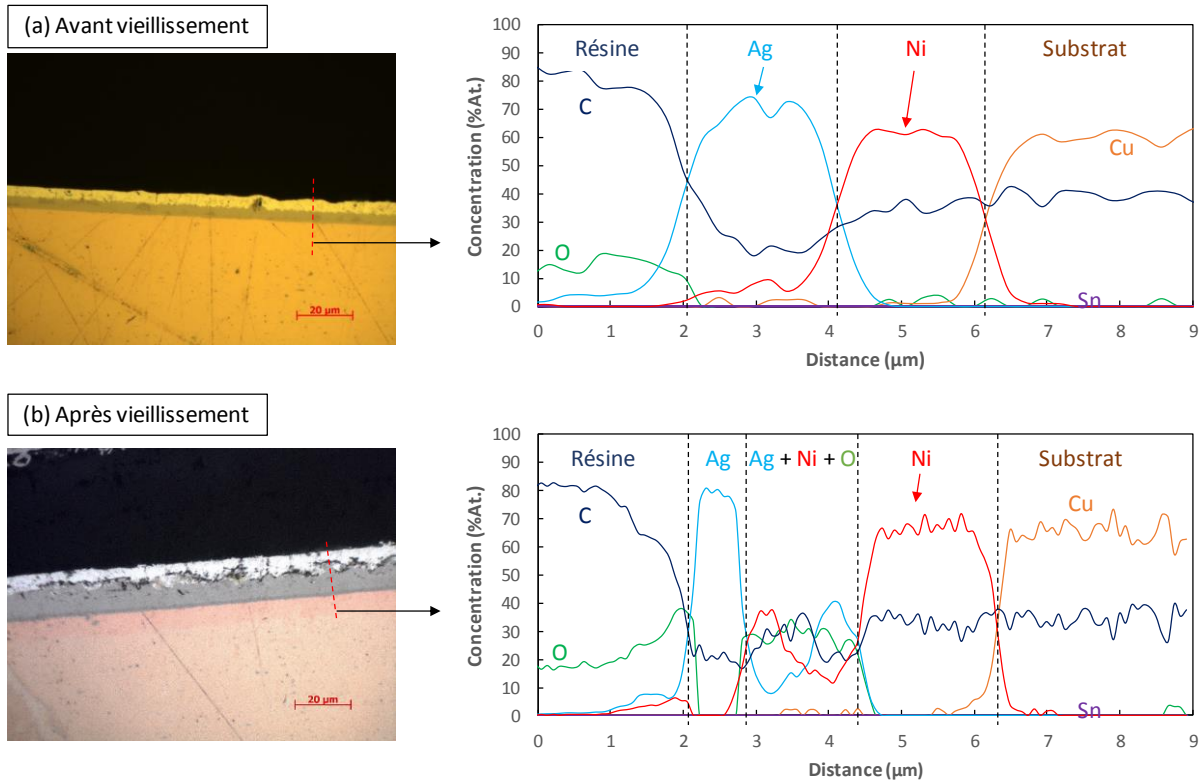 (a) Avant vieillissement
20 µm
100
90
80
70
60
50
40
30
20
10
0
Concentration (%At.)
Résine
Ag
Ni
Substrat
C
Cu
O
Sn
0 1 2 3 4 5 6 7 8 9
Distance (µm)
(b) Après vieillissement
20 µm
100
90
80
70
60
50
40
30
20
10
0
Concentration (%At.)
Résine
Ag
Ag + Ni + O
Ni
Substrat
C
Cu
O
Sn
0 1 2 3 4 5 6 7 8 9
Distance (µm)